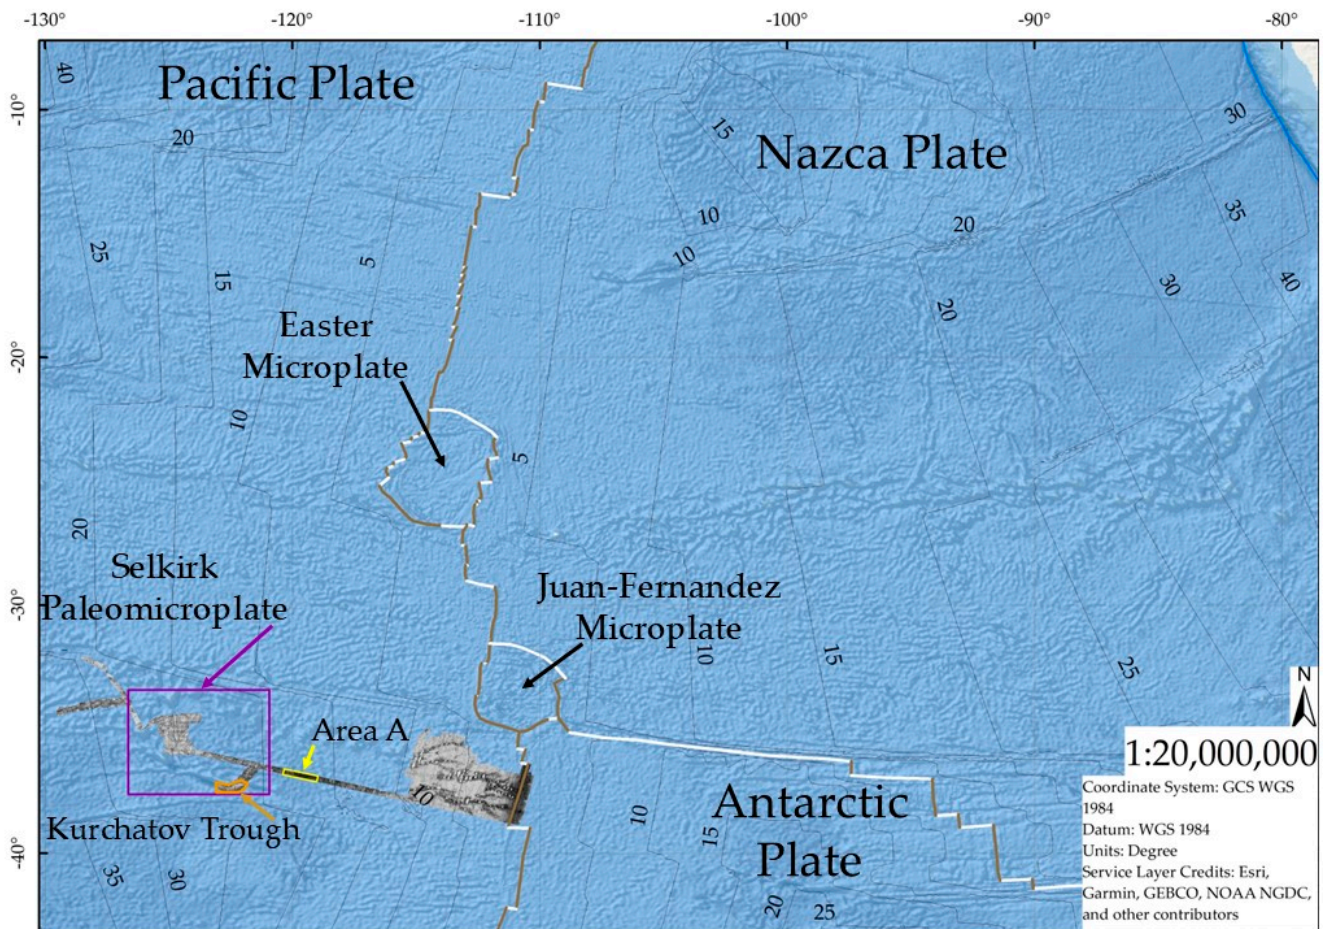 -130°
-120°
-110°
-100°
-90°
-80°
-10°
-20°
-30°
-40°
Pacific Plate
Nazca Plate
40
20
15
30
10
20
35
25
15
5
10
30
40
20
Easter
Microplate
10
5
20
Selkirk
Paleomicroplate
Juan-Fernandez
Microplate
10
15
25
N
Area A
1:20,000,000
10
Kurchatov Trough
Antarctic
Plate
10
15
35
30
20
25
Coordinate System: GCS WGS
1984
Datum: WGS 1984
Units: Degree
Service Layer Credits: Esri,
Garmin, GEBCO, NOAA NGDC,
and other contributors